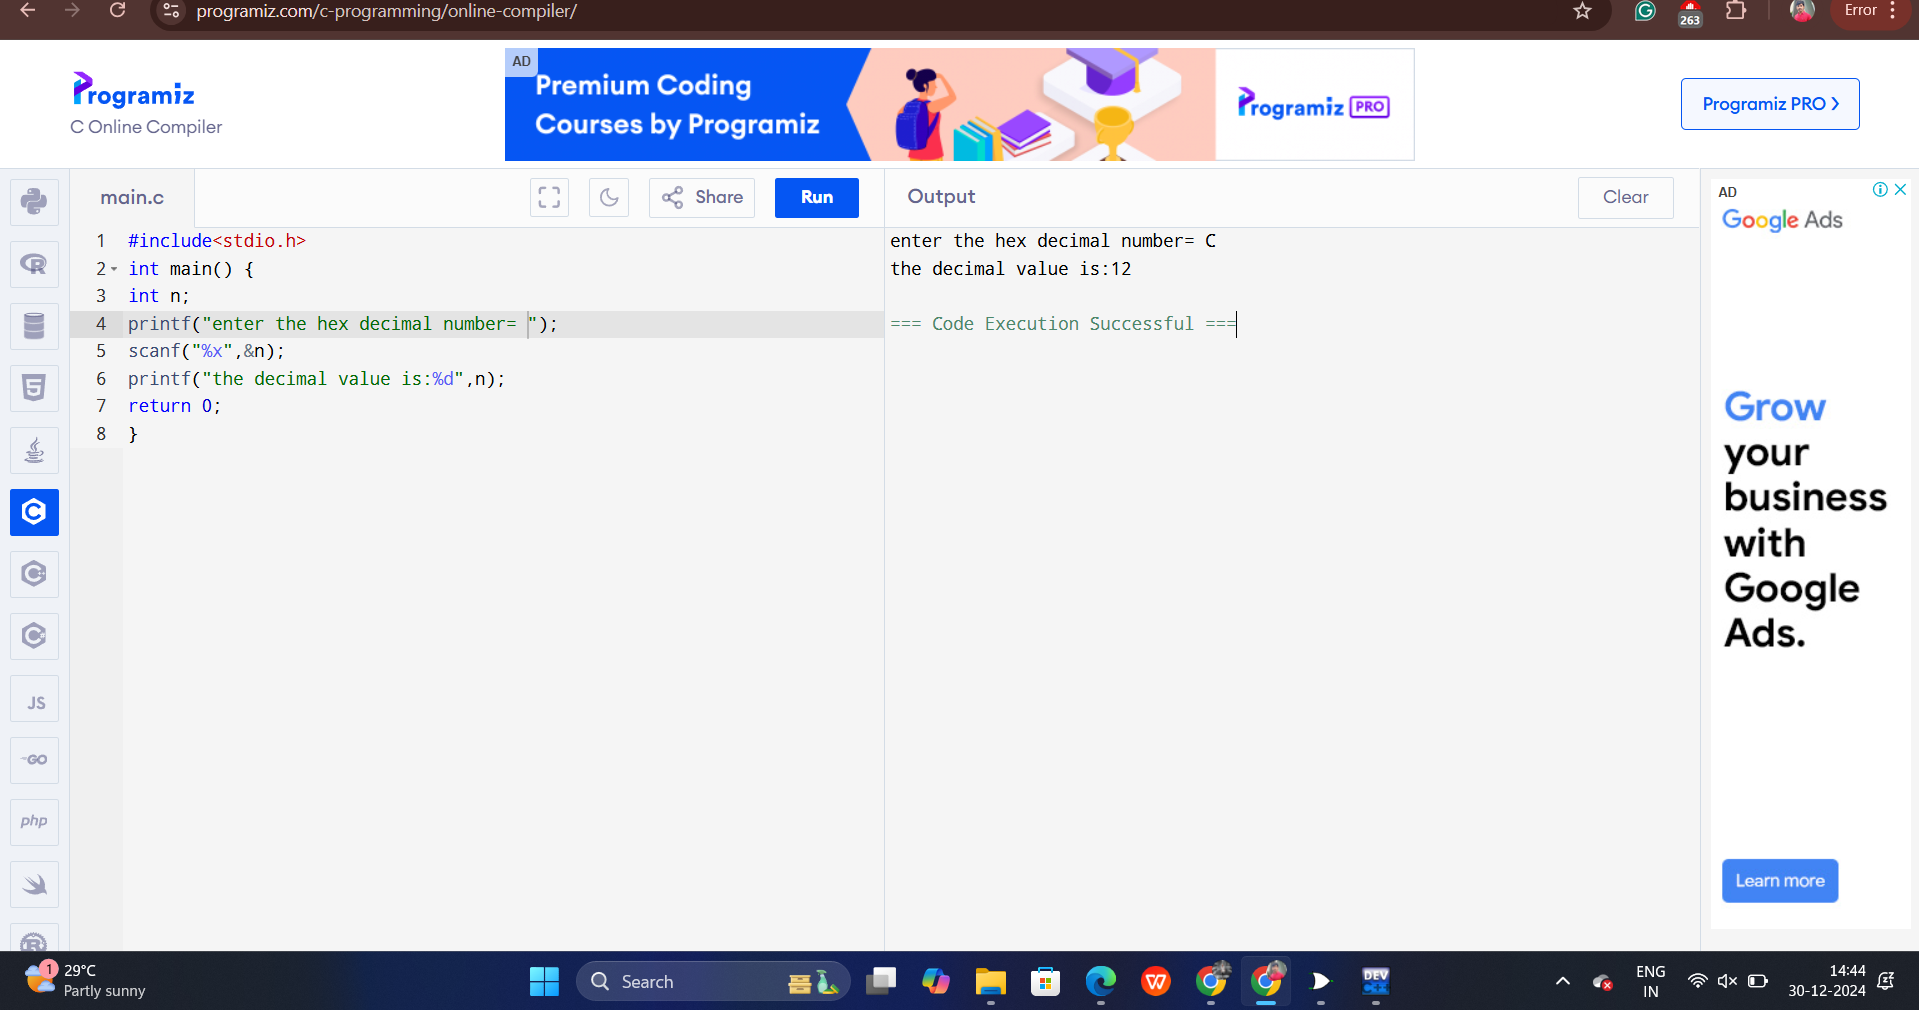 programiz.com/c-programming/online-compiler/
263
Error
Programiz
C Online Compiler
AD
Premium Coding
Courses by Programiz
Programiz PRO
Programiz PRO ❯
main.c
Share
Run
Output
Clear
1 #include<stdio.h>
2 int main() {
3 int n;
4 printf("enter the hex decimal number= ");
5 scanf("%x",&n);
6 printf("the decimal value is:%d",n);
7 return 0;
8 }
enter the hex decimal number= C
the decimal value is:12
=== Code Execution Successful ===
AD
Google Ads
Grow
your
business
with
Google
Ads.
Learn more
R
5
C
JS
GO
php
R
1
29°C
Partly sunny
Search
W
DEV
C++
ENG
IN
14:44
30-12-2024